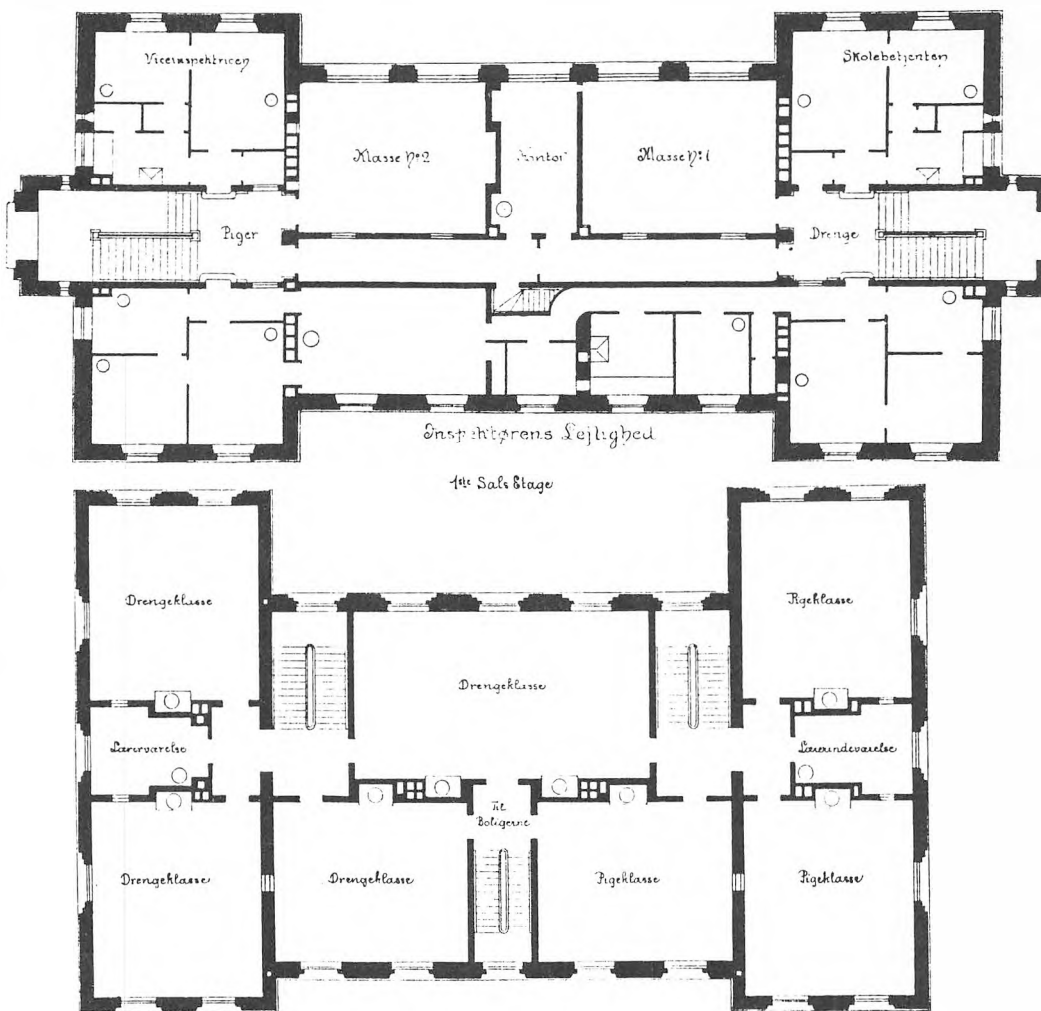 Viceinspektricen
Skolebetjenten
Klasse No 2
Kontor
Klasse No 1
Piger
Drenge
Inspektørens Lejlighed
1ste Sals Etage
Drengeklasse
Pigeklasse
Drengeklasse
Lærerværelse
Lærerindeværelse
Til
Boligerne
Drengeklasse
Drengeklasse
Pigeklasse
Pigeklasse